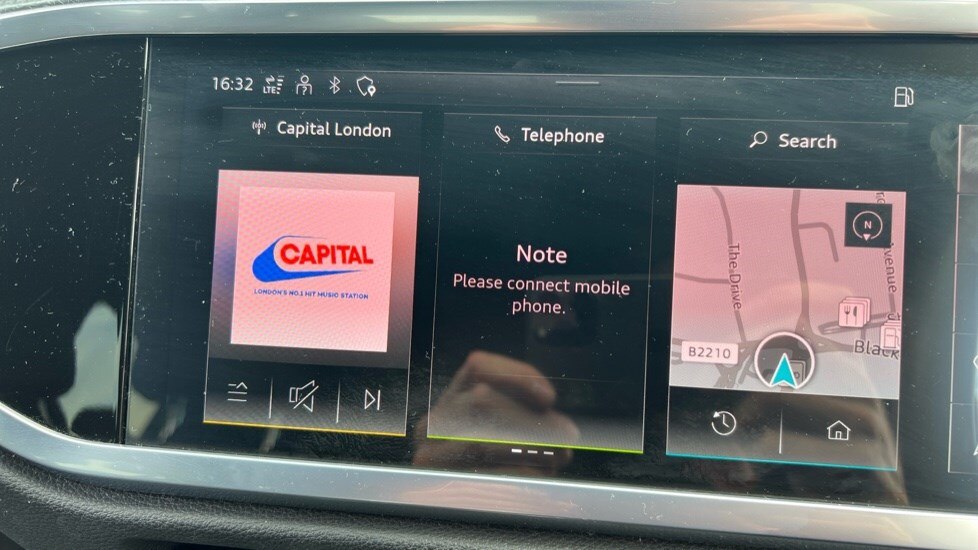 16:32 LTE
Capital London
Telephone
Search
CAPITAL
LONDON'S NO.1 HIT MUSIC STATION
Note
Please connect mobile
phone.
N
The Drive
B2210